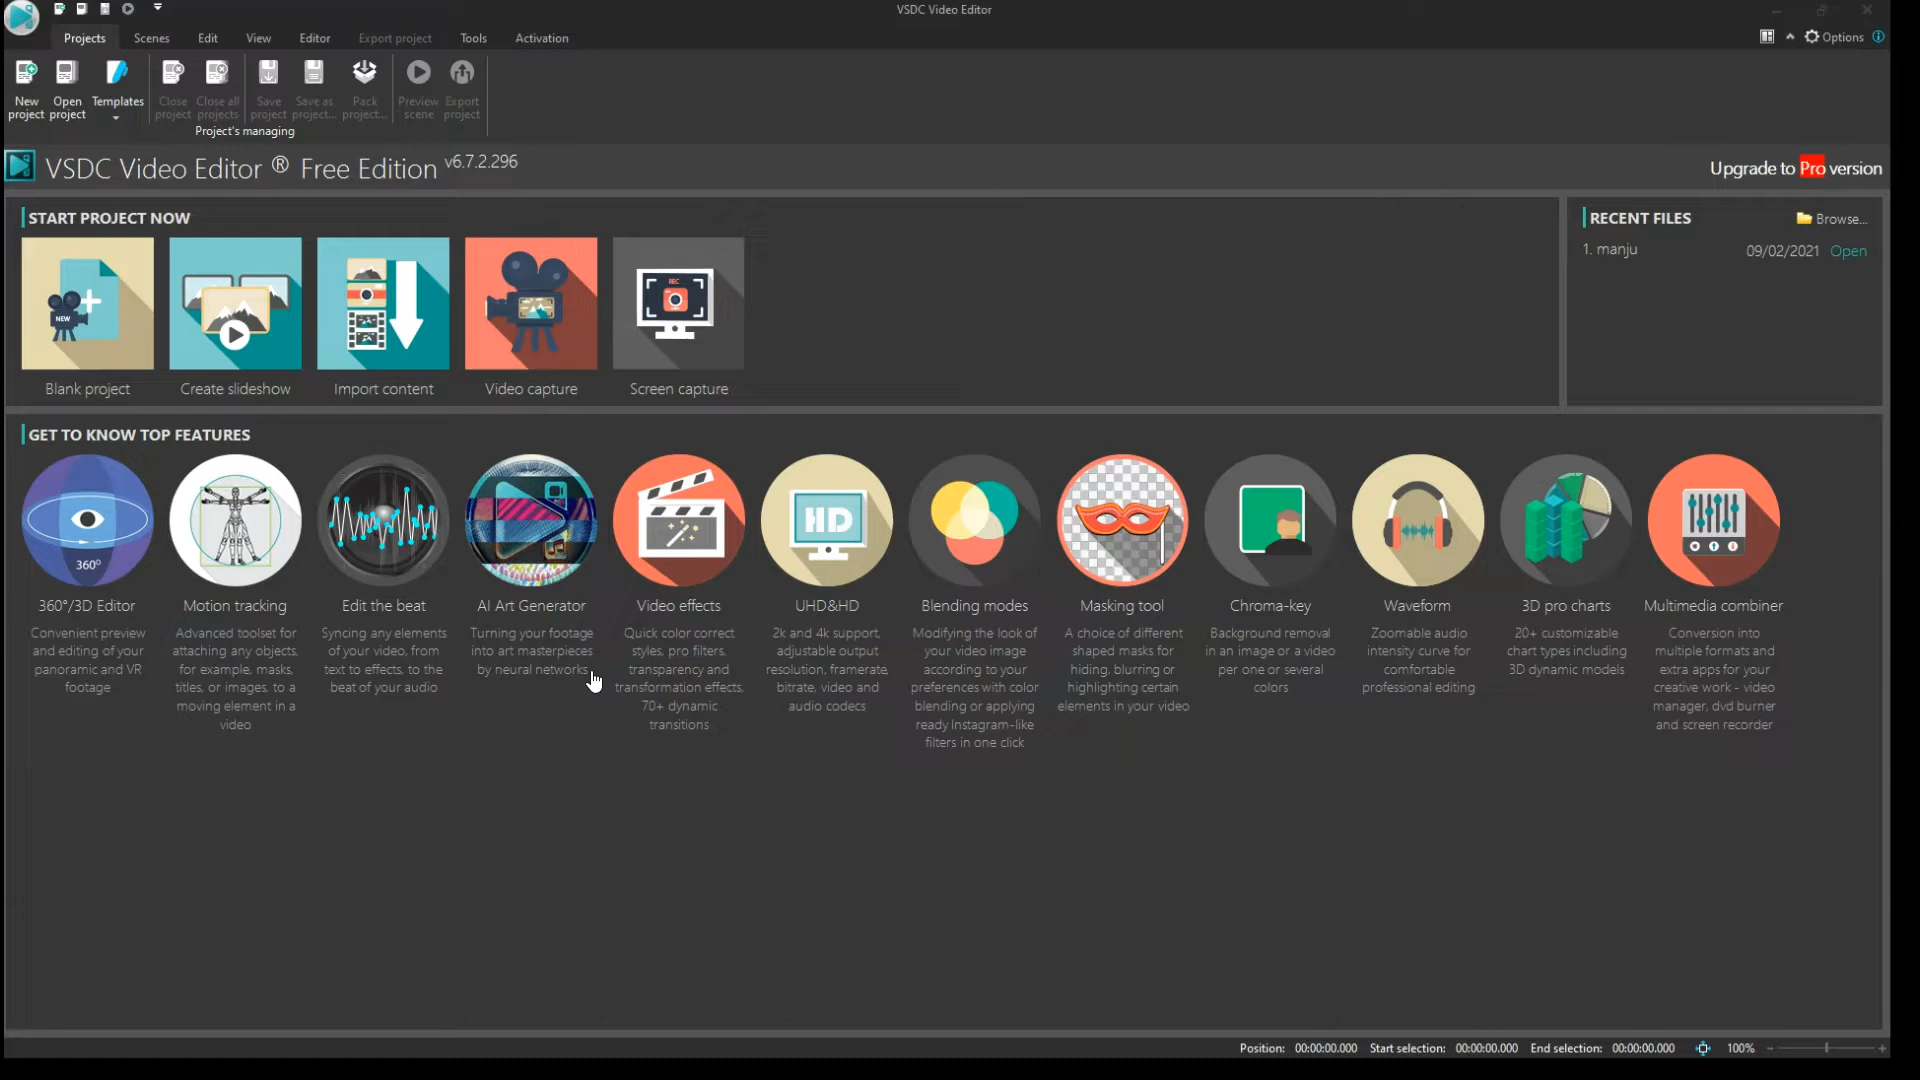 VSDC Video Editor
Projects Scenes Edit View Editor Export project Tools Activation Options
New project
Open project
Templates
Close project
Close all projects
Save project
Save as project...
Pack project...
Preview scene
Export project
Project's managing
VSDC Video Editor ® Free Edition v6.7.2.296
Upgrade to Pro version
START PROJECT NOW
NEW
REC
Blank project
Create slideshow
Import content
Video capture
Screen capture
RECENT FILES Browse...
1. manju 09/02/2021 Open
GET TO KNOW TOP FEATURES
360°
360°/3D Editor
Convenient preview
and editing of your
panoramic and VR
footage
Motion tracking
Advanced toolset for
attaching any objects,
for example, masks,
titles, or images, to a
moving element in a
video
Edit the beat
Syncing any elements
of your video, from
text to effects, to the
beat of your audio
AI Art Generator
Turning your footage
into art masterpieces
by neural networks
Video effects
Quick color correct
styles, pro filters,
transparency and
transformation effects,
70+ dynamic
transitions
HD
UHD&HD
2k and 4k support,
adjustable output
resolution, framerate,
bitrate, video and
audio codecs
Blending modes
Modifying the look of
your video image
according to your
preferences with color
blending or applying
ready Instagram-like
filters in one click
Masking tool
A choice of different
shaped masks for
hiding, blurring or
highlighting certain
elements in your video
Chroma-key
Background removal
in an image or a video
per one or several
colors
Waveform
Zoomable audio
intensity curve for
comfortable
professional editing
3D pro charts
20+ customizable
chart types including
3D dynamic models
Multimedia combiner
Conversion into
multiple formats and
extra apps for your
creative work - video
manager, dvd burner
and screen recorder
Position: 00:00:00.000 Start selection: 00:00:00.000 End selection: 00:00:00.000 100%